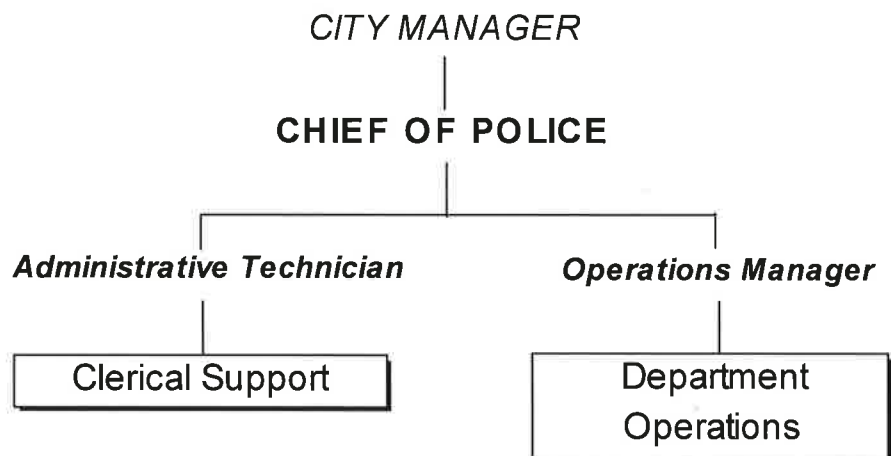 CITY MANAGER
CHIEF OF POLICE
Administrative Technician
Operations Manager
Clerical Support
Department
Operations